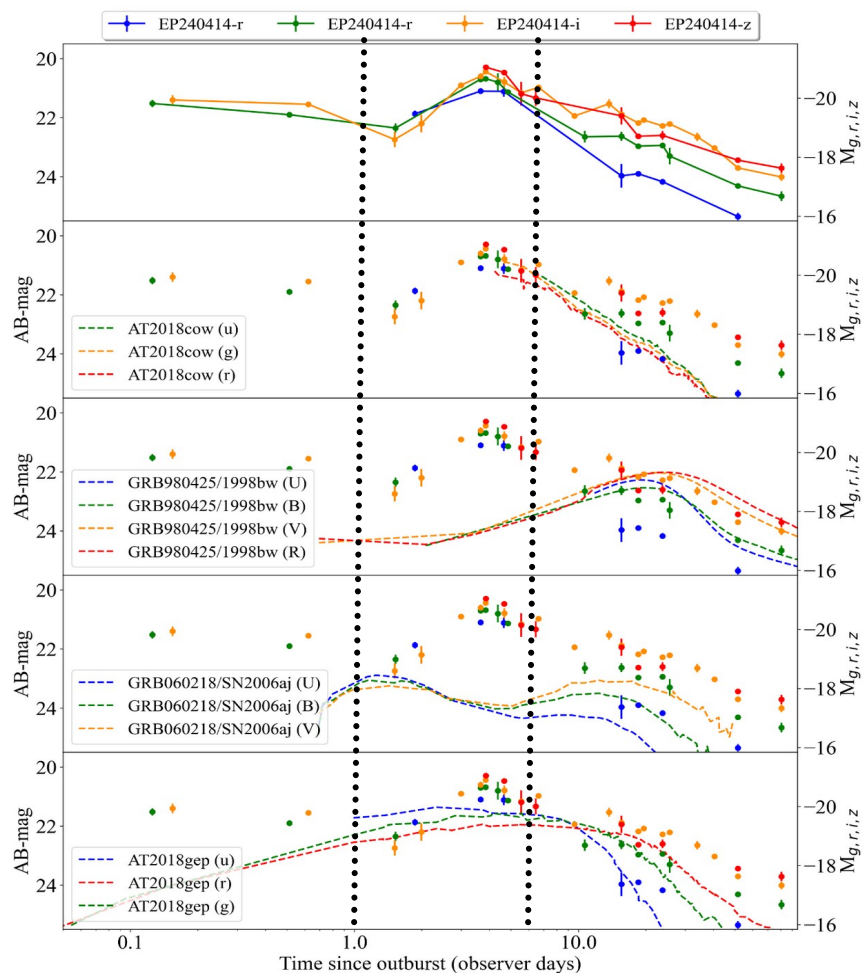 EP240414-r EP240414-r EP240414-i EP240414-z
20
22
24
−20
−18
−16
M_{g,r,i,z}
AB-mag
20
22
24
−20
−18
−16
M_{g,r,i,z}
AT2018cow (u)
AT2018cow (g)
AT2018cow (r)
AB-mag
20
22
24
−20
−18
−16
M_{g,r,i,z}
GRB980425/1998bw (U)
GRB980425/1998bw (B)
GRB980425/1998bw (V)
GRB980425/1998bw (R)
AB-mag
20
22
24
−20
−18
−16
M_{g,r,i,z}
GRB060218/SN2006aj (U)
GRB060218/SN2006aj (B)
GRB060218/SN2006aj (V)
AB-mag
20
22
24
−20
−18
−16
M_{g,r,i,z}
AT2018gep (u)
AT2018gep (r)
AT2018gep (g)
0.1 1.0 10.0
Time since outburst (observer days)